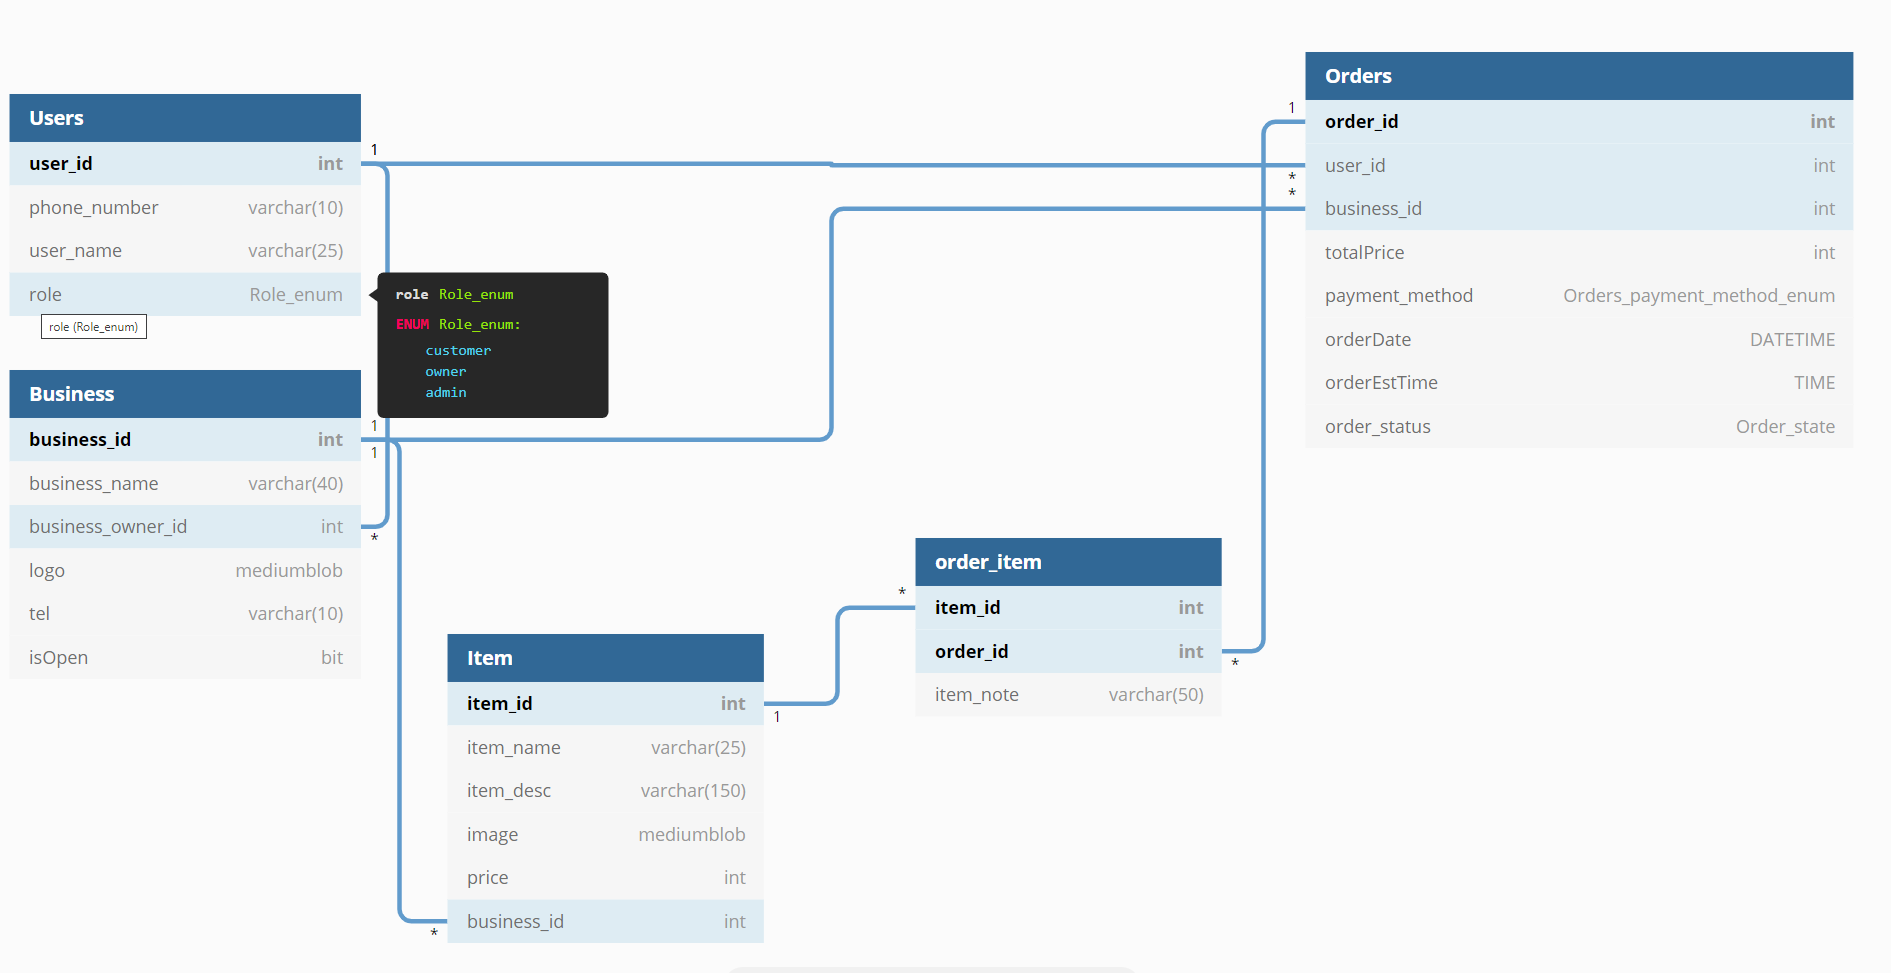 Users
user_id int
phone_number varchar(10)
user_name varchar(25)
role Role_enum
role (Role_enum)
role Role_enum
ENUM Role_enum:
customer
owner
admin
Business
business_id int
business_name varchar(40)
business_owner_id int
logo mediumblob
tel varchar(10)
isOpen bit
Item
item_id int
item_name varchar(25)
item_desc varchar(150)
image mediumblob
price int
business_id int
order_item
item_id int
order_id int
item_note varchar(50)
Orders
order_id int
user_id int
business_id int
totalPrice int
payment_method Orders_payment_method_enum
orderDate DATETIME
orderEstTime TIME
order_status Order_state
1
1
1
*
*
1
*
*
1
*
*